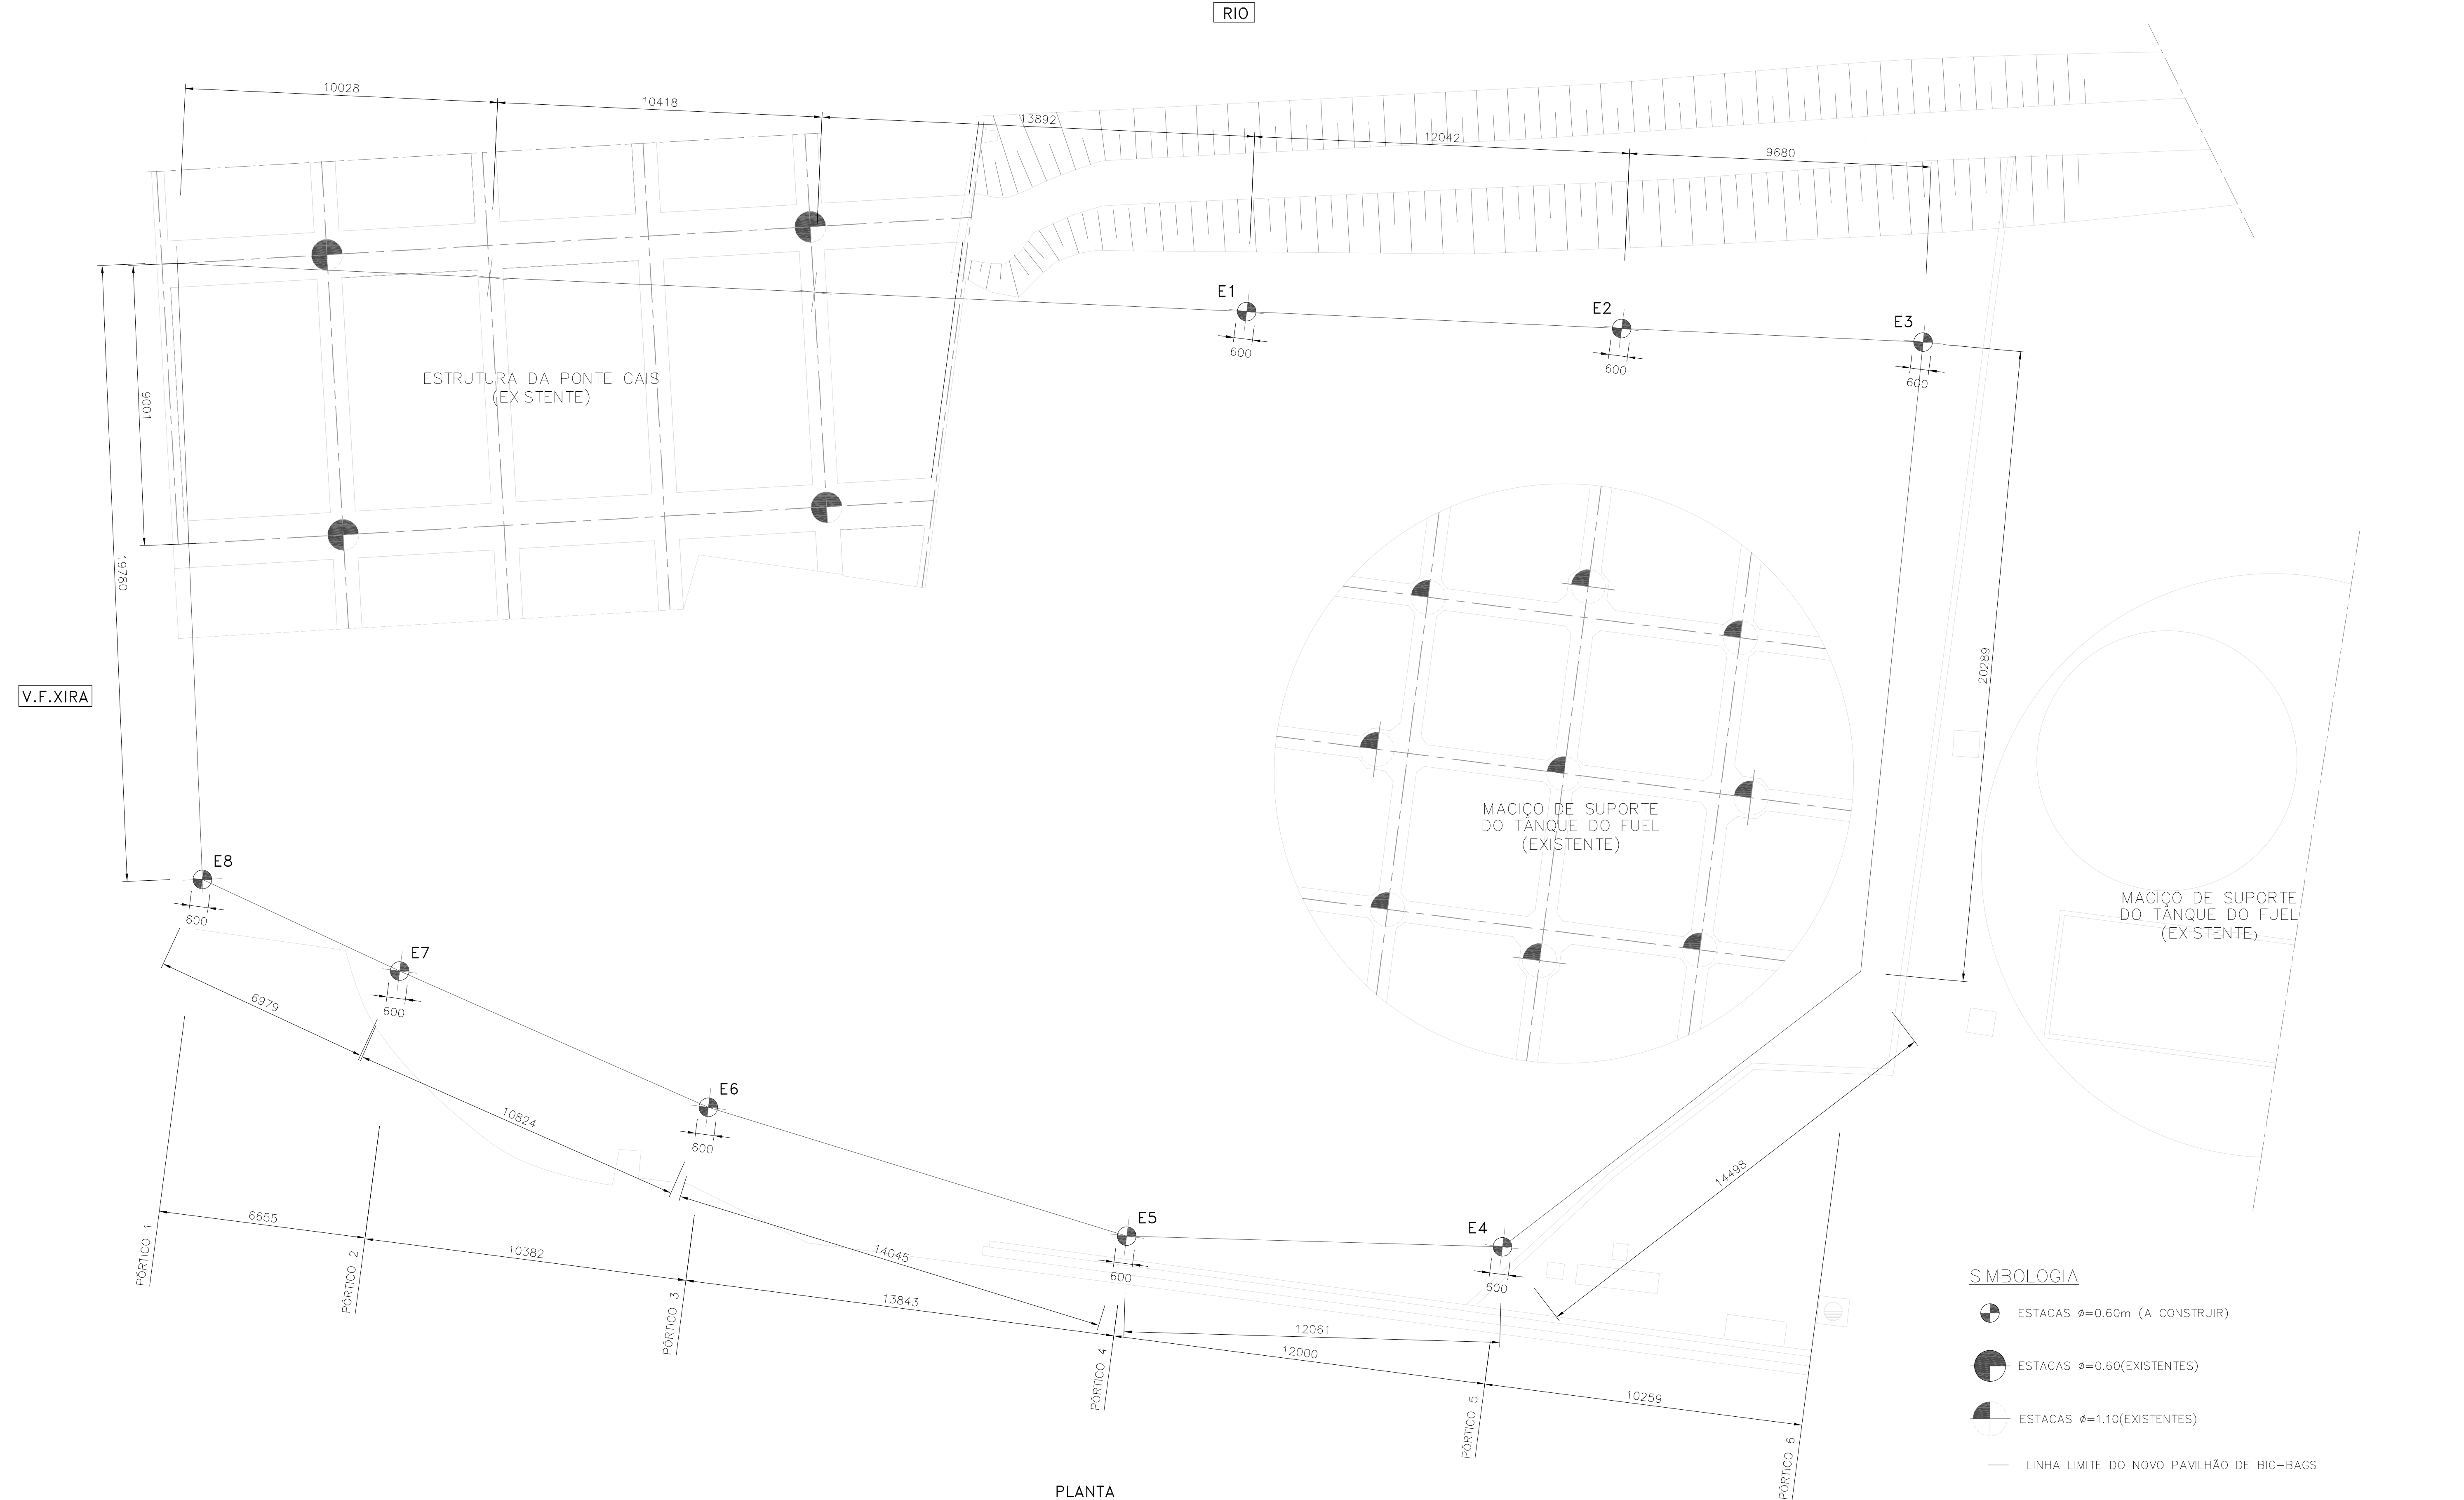 RIO
10028
10418
13892
12042
9680
E1
E2
E3
600
600
600
ESTRUTURA DA PONTE CAIS
(EXISTENTE)
9001
19780
20289
V.F.XIRA
MACIÇO DE SUPORTE
DO TANQUE DO FUEL
(EXISTENTE)
MACIÇO DE SUPORTE
DO TANQUE DO FUEL
(EXISTENTE)
E8
600
E7
600
6979
E6
600
10824
14498
E5
E4
600
600
6655
10382
14045
13843
12061
12000
10259
PÓRTICO 1
PÓRTICO 2
PÓRTICO 3
PÓRTICO 4
PÓRTICO 5
PÓRTICO 6
SIMBOLOGIA
ESTACAS ø=0.60m (A CONSTRUIR)
ESTACAS ø=0.60(EXISTENTES)
ESTACAS ø=1.10(EXISTENTES)
LINHA LIMITE DO NOVO PAVILHÃO DE BIG-BAGS
PLANTA